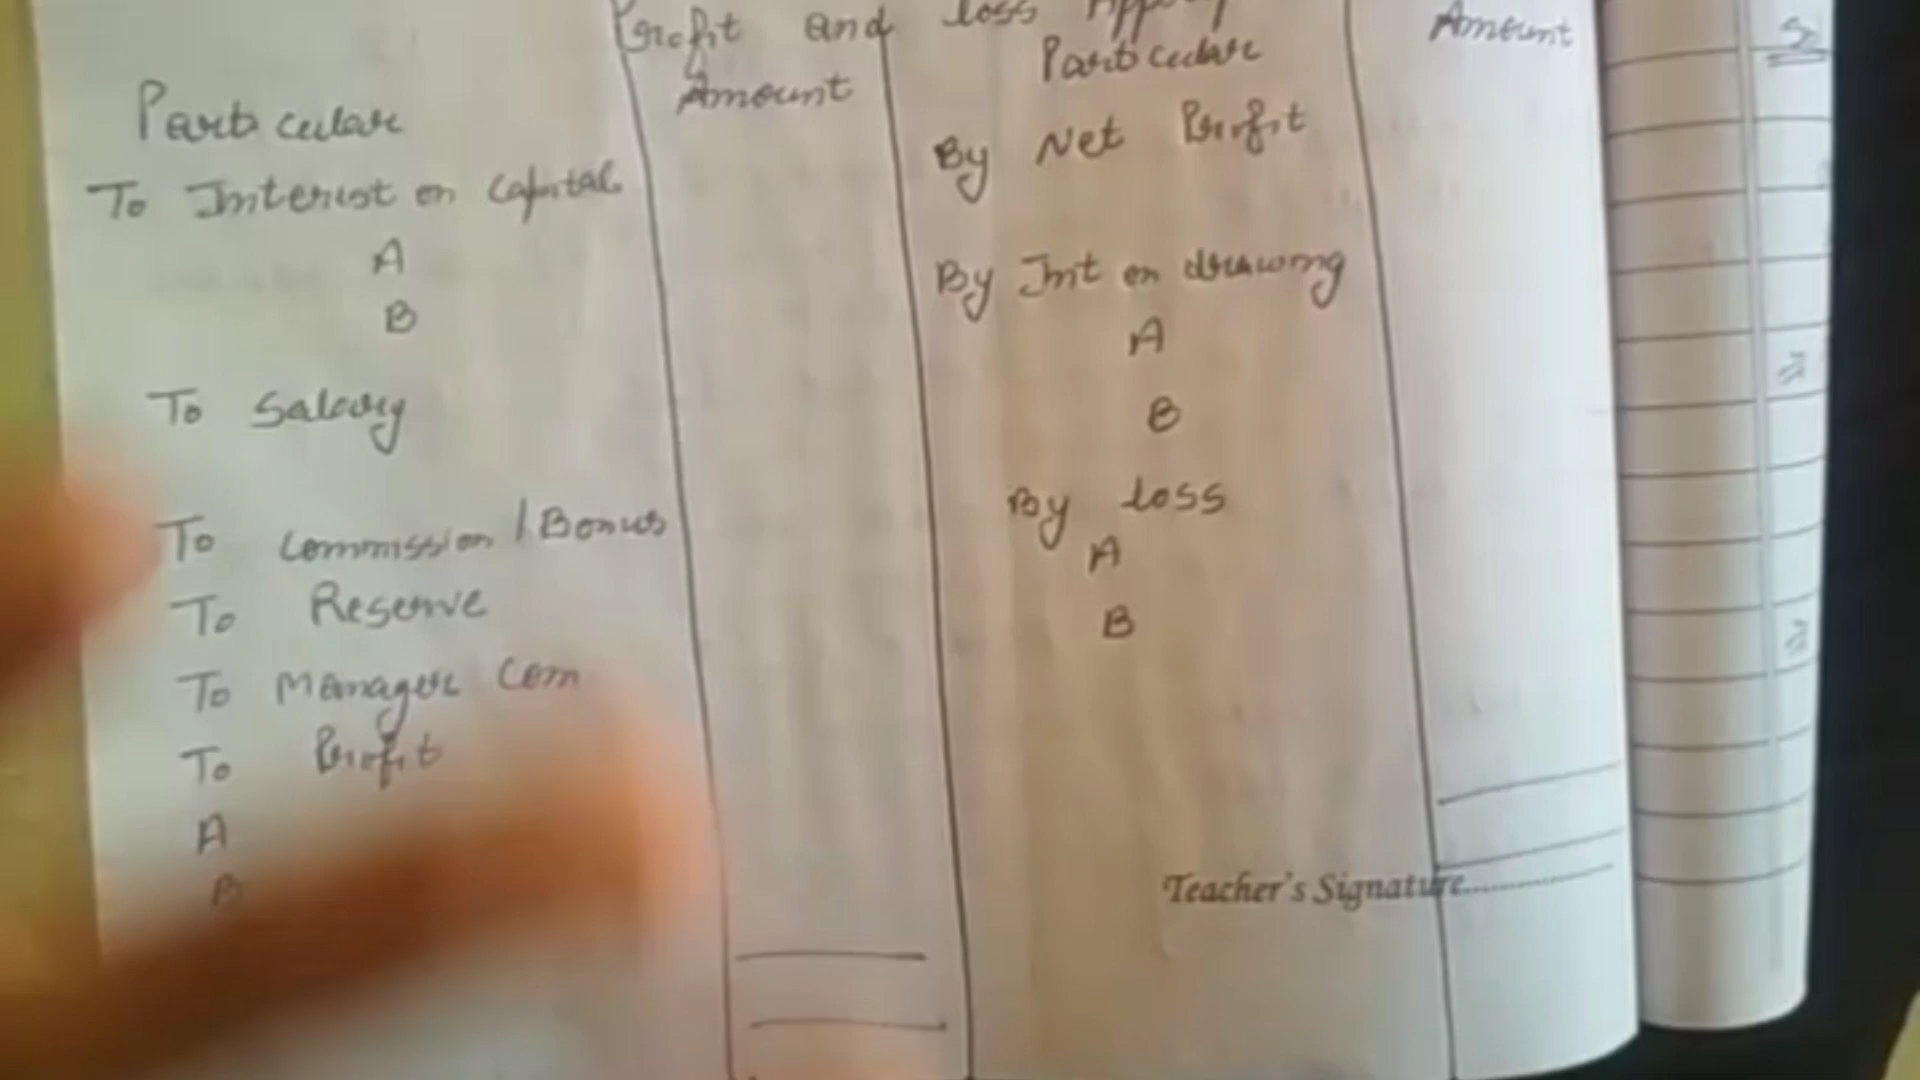 Profit and loss
Particular
Amount
Particular
Amount
To Interest on capital
A
B
To Salary
To Commission / Bonus
To Reserve
To Manager Com
To Profit
A
B
By Net Profit
By Int on drawing
A
B
By loss
A
B
Teacher's Signature....................